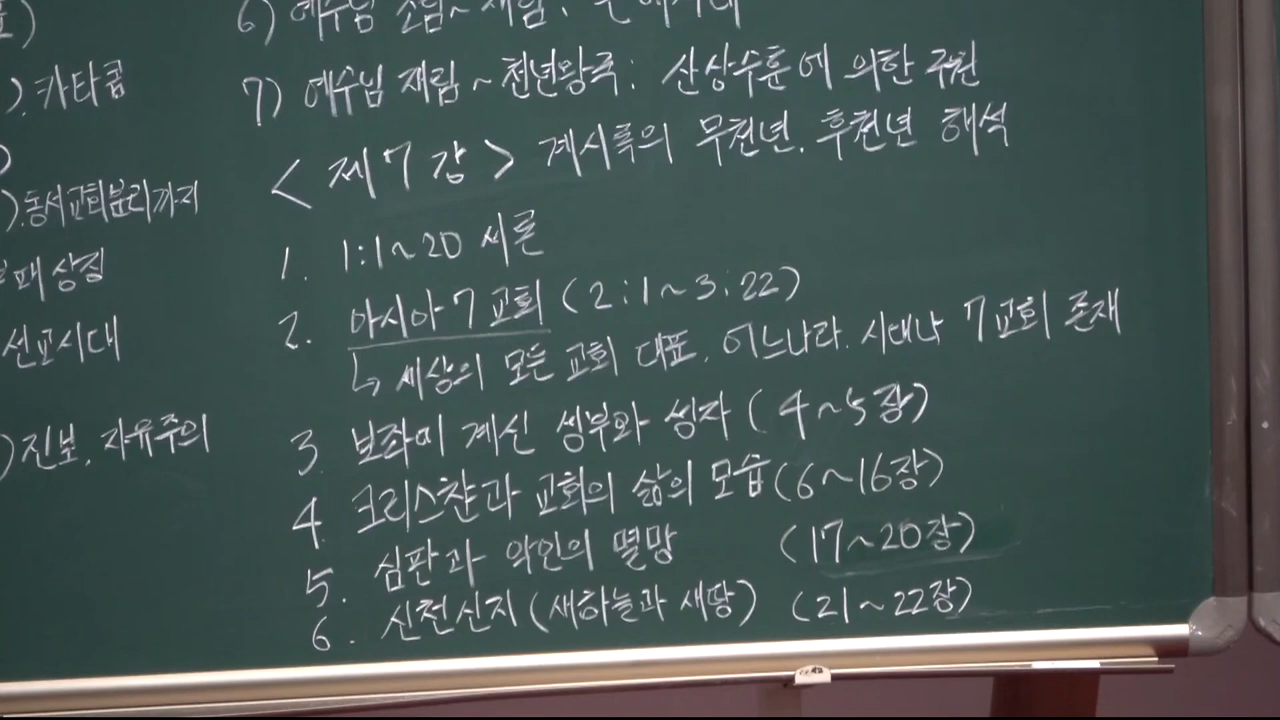 6) 예수님
7) 예수님 재림 ~ 천년왕국 : 산상수훈에 의한 구원
), 카타콤
<제7강> 계시록의 무천년, 후천년 해석
), 동서교회분리까지
1. 1:1~20 서론
상징
2. 아시아 7교회 (2:1~3:22)
선교시대
↳ 세상의 모든 교회 대표, 어느나라, 시대나 7교회 존재
3. 보좌에 계신 성부와 성자 (4~5장)
) 진보, 자유주의
4. 크리스챤과 교회의 삶의 모습 (6~16장)
5. 심판과 악인의 멸망 (17~20장)
6. 신천신지 (새하늘과 새땅) (21~22장)